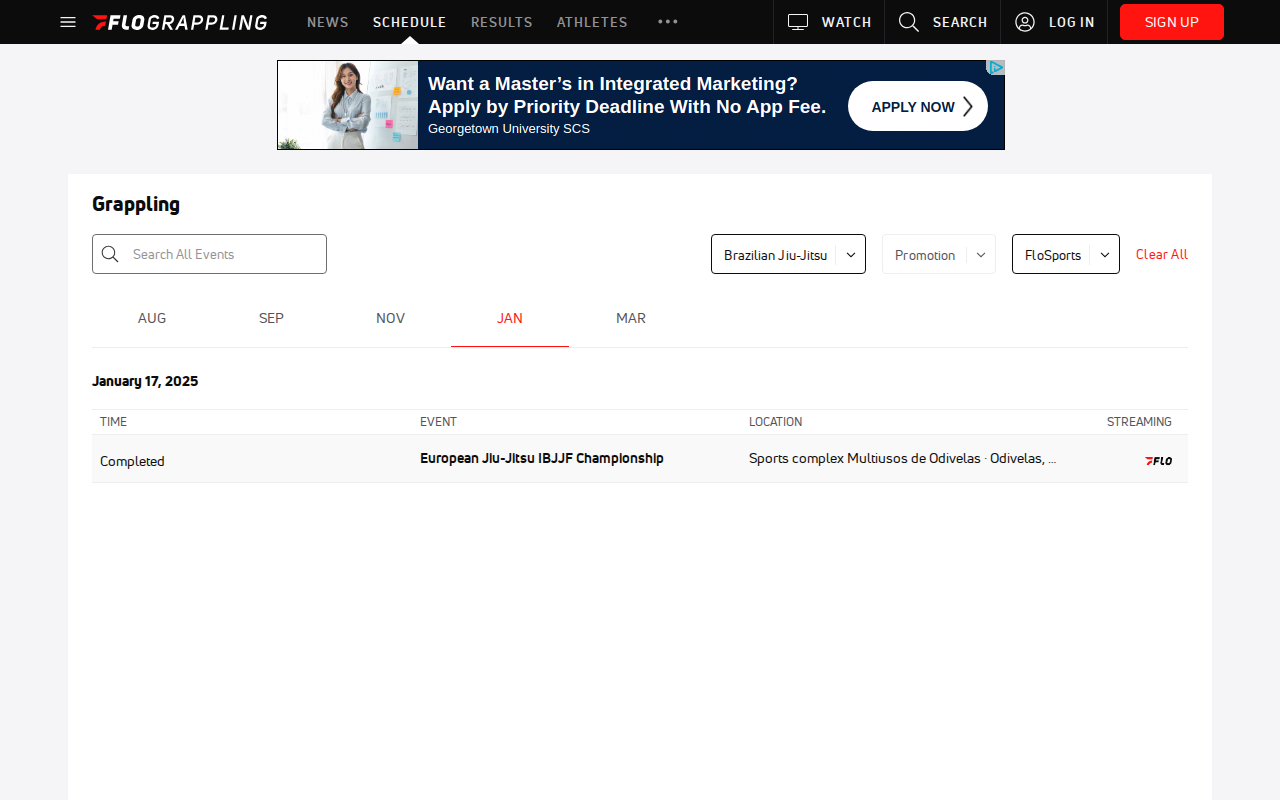 FLOGRAPPLING NEWS SCHEDULE RESULTS ATHLETES ••• WATCH SEARCH LOG IN SIGN UP
Want a Master’s in Integrated Marketing?
Apply by Priority Deadline With No App Fee.
Georgetown University SCS
APPLY NOW
Grappling
Search All Events Brazilian Jiu-Jitsu Promotion FloSports Clear All
AUG SEP NOV JAN MAR
January 17, 2025
TIME EVENT LOCATION STREAMING
Completed European Jiu-Jitsu IBJJF Championship Sports complex Multiusos de Odivelas · Odivelas, ... FLO